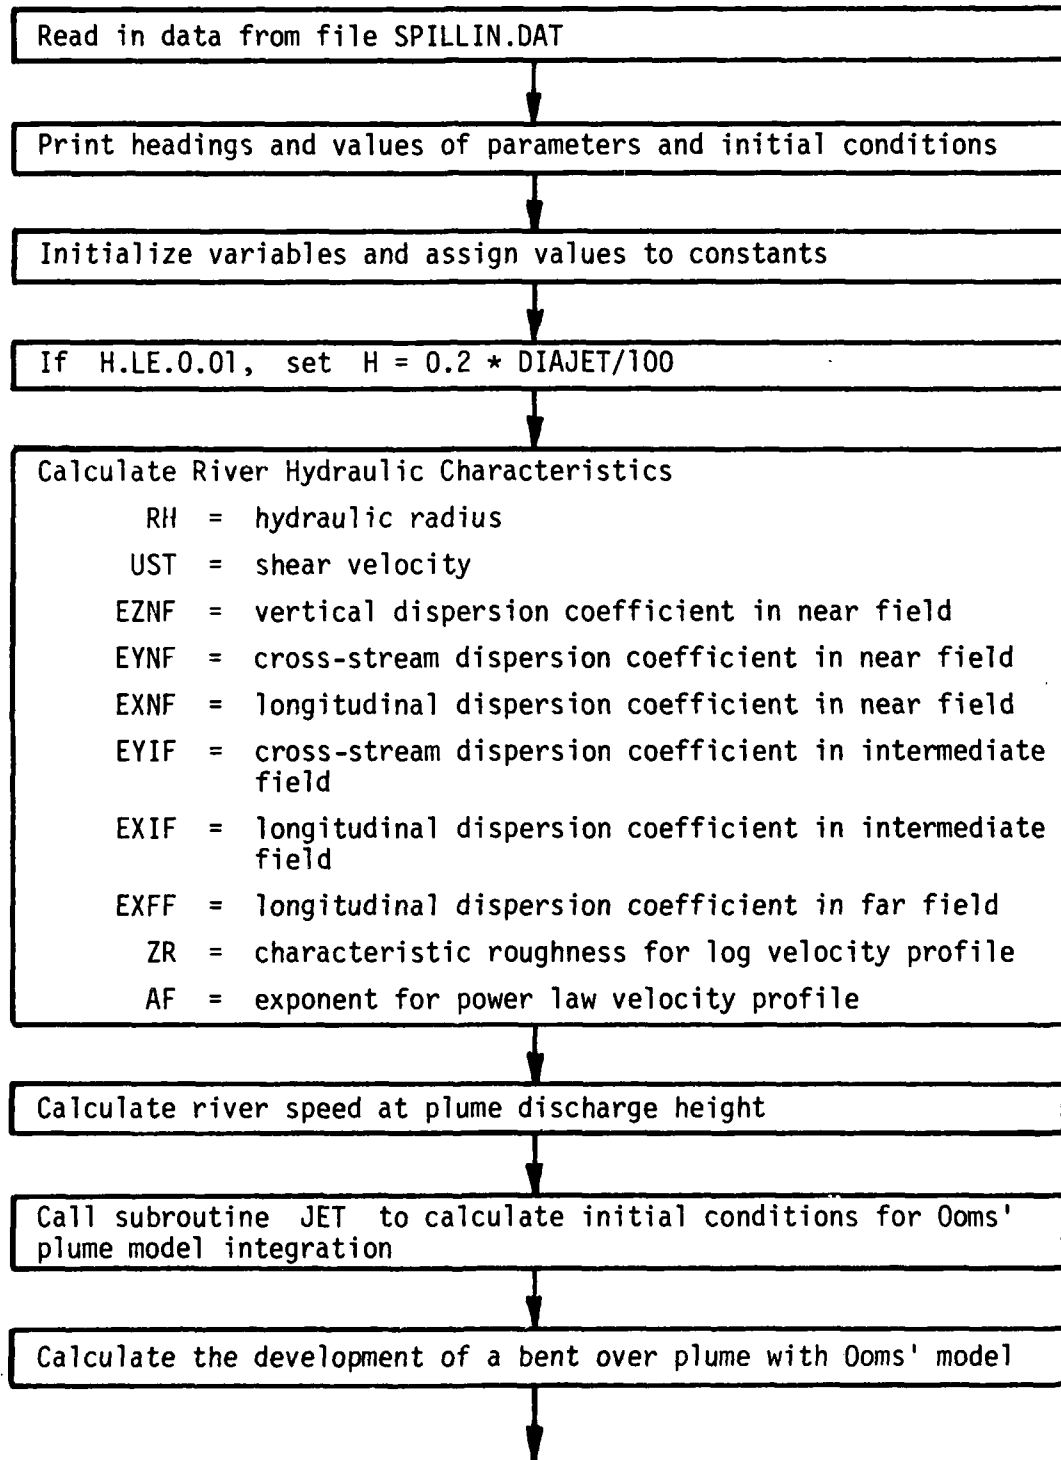 Read in data from file SPILLIN.DAT
Print headings and values of parameters and initial conditions
Initialize variables and assign values to constants
If H.LE.0.01, set H = 0.2 * DIAJET/100
Calculate River Hydraulic Characteristics
RH = hydraulic radius
UST = shear velocity
EZNF = vertical dispersion coefficient in near field
EYNF = cross-stream dispersion coefficient in near field
EXNF = longitudinal dispersion coefficient in near field
EYIF = cross-stream dispersion coefficient in intermediate
field
EXIF = longitudinal dispersion coefficient in intermediate
field
EXFF = longitudinal dispersion coefficient in far field
ZR = characteristic roughness for log velocity profile
AF = exponent for power law velocity profile
Calculate river speed at plume discharge height
Call subroutine JET to calculate initial conditions for Ooms'
plume model integration
Calculate the development of a bent over plume with Ooms' model